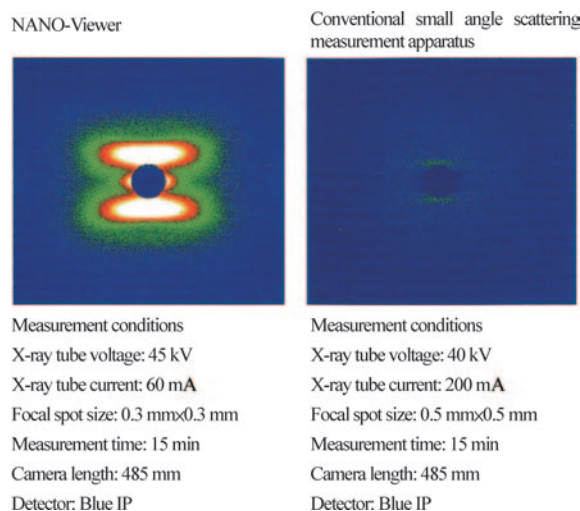 NANO-Viewer
Conventional small angle scattering
measurement apparatus
Measurement conditions
X-ray tube voltage: 45 kV
X-ray tube current: 60 mA
Focal spot size: 0.3 mm×0.3 mm
Measurement time: 15 min
Camera length: 485 mm
Detector: Blue IP
Measurement conditions
X-ray tube voltage: 40 kV
X-ray tube current: 200 mA
Focal spot size: 0.5 mm×0.5 mm
Measurement time: 15 min
Camera length: 485 mm
Detector: Blue IP